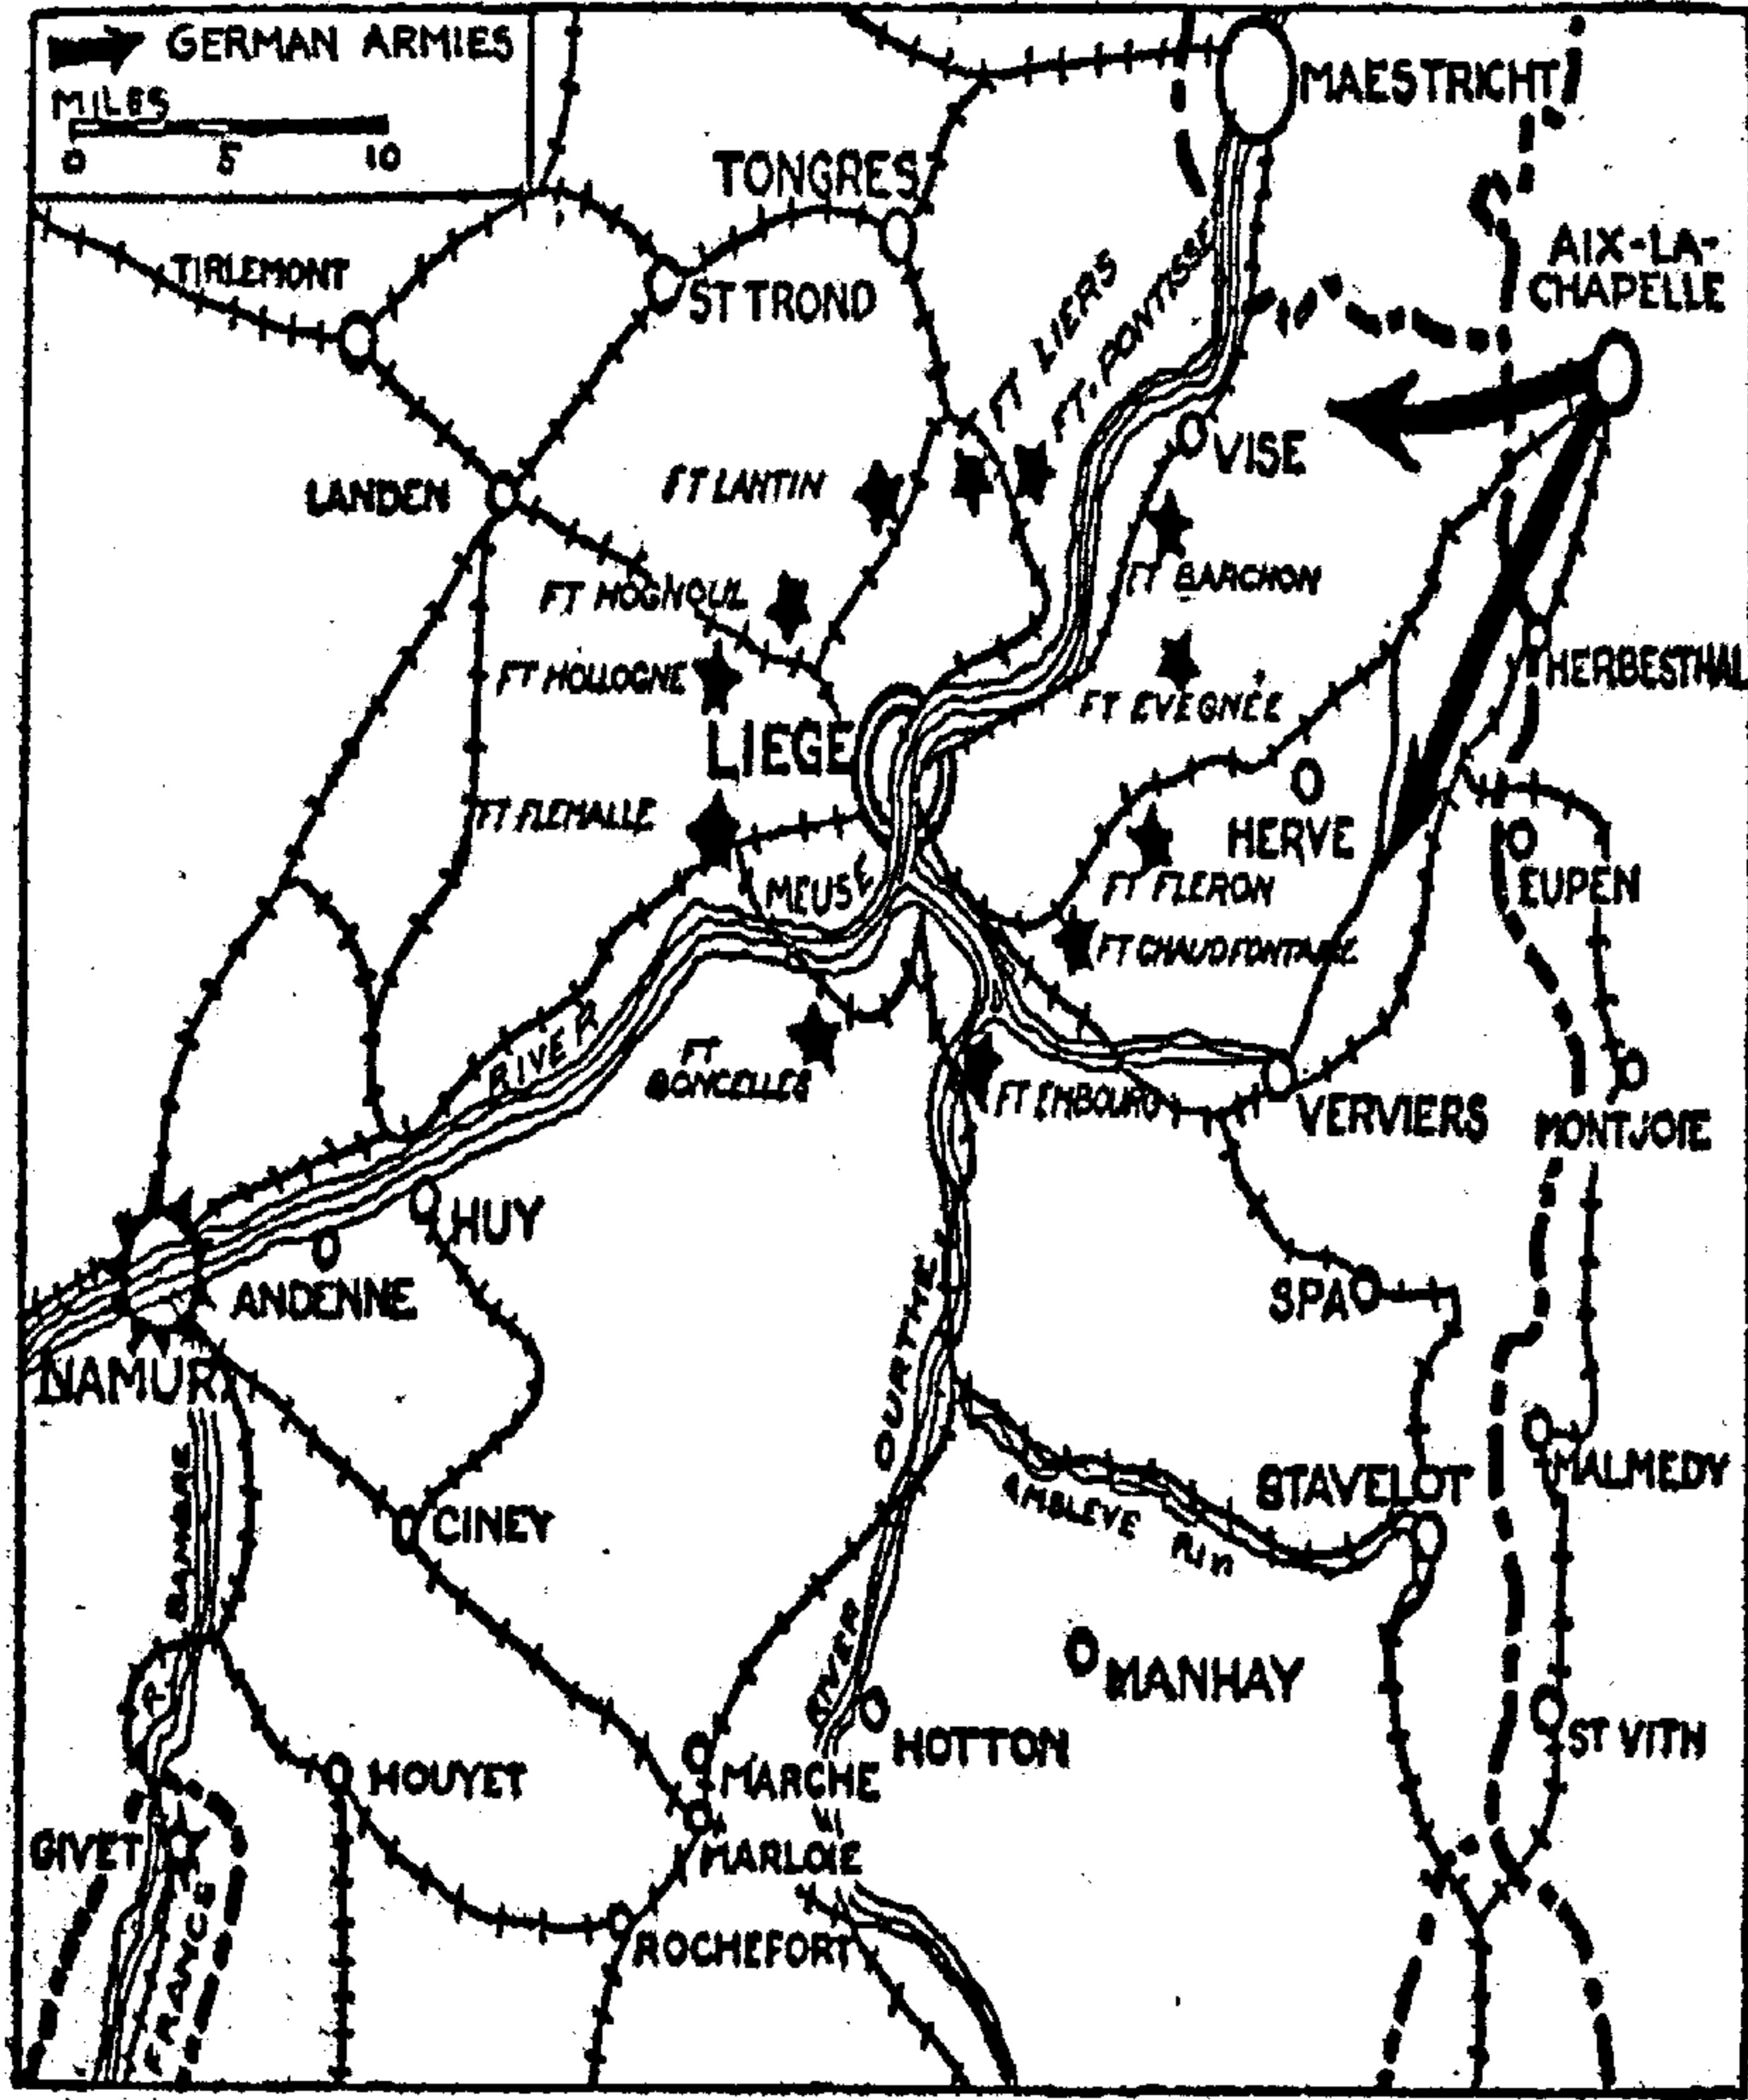 GERMAN ARMIES
MILES
0 5 10
MAESTRICHT
TONGRES
AIX-LA-
CHAPELLE
TIRLEMONT
ST TROND
FT LIERS
FT. PONTISSE
VISE
LANDEN
FT LANTIN
FT BARCHON
FT HOGNOUL
FT HOLLOGNE
HERBESTHAL
FT EVEGNÉE
LIEGE
FT FLEMALLE
HERVE
MEUSE
FT FLERON
EUPEN
FT CHAUDFONTAINE
RIVER
FT
BONCELLES
FT EMBOURG
VERVIERS
MONTJOIE
HUY
ANDENNE
SPA
NAMUR
OURTHE
SAMBRE
STAVELOT
MALMEDY
AMBLEVE
CINEY
RIVER
MANHAY
R.
HOTTON
ST VITH
HOUYET
MARCHE
GIVET
MARLOIE
FRANCE
ROCHEFORT